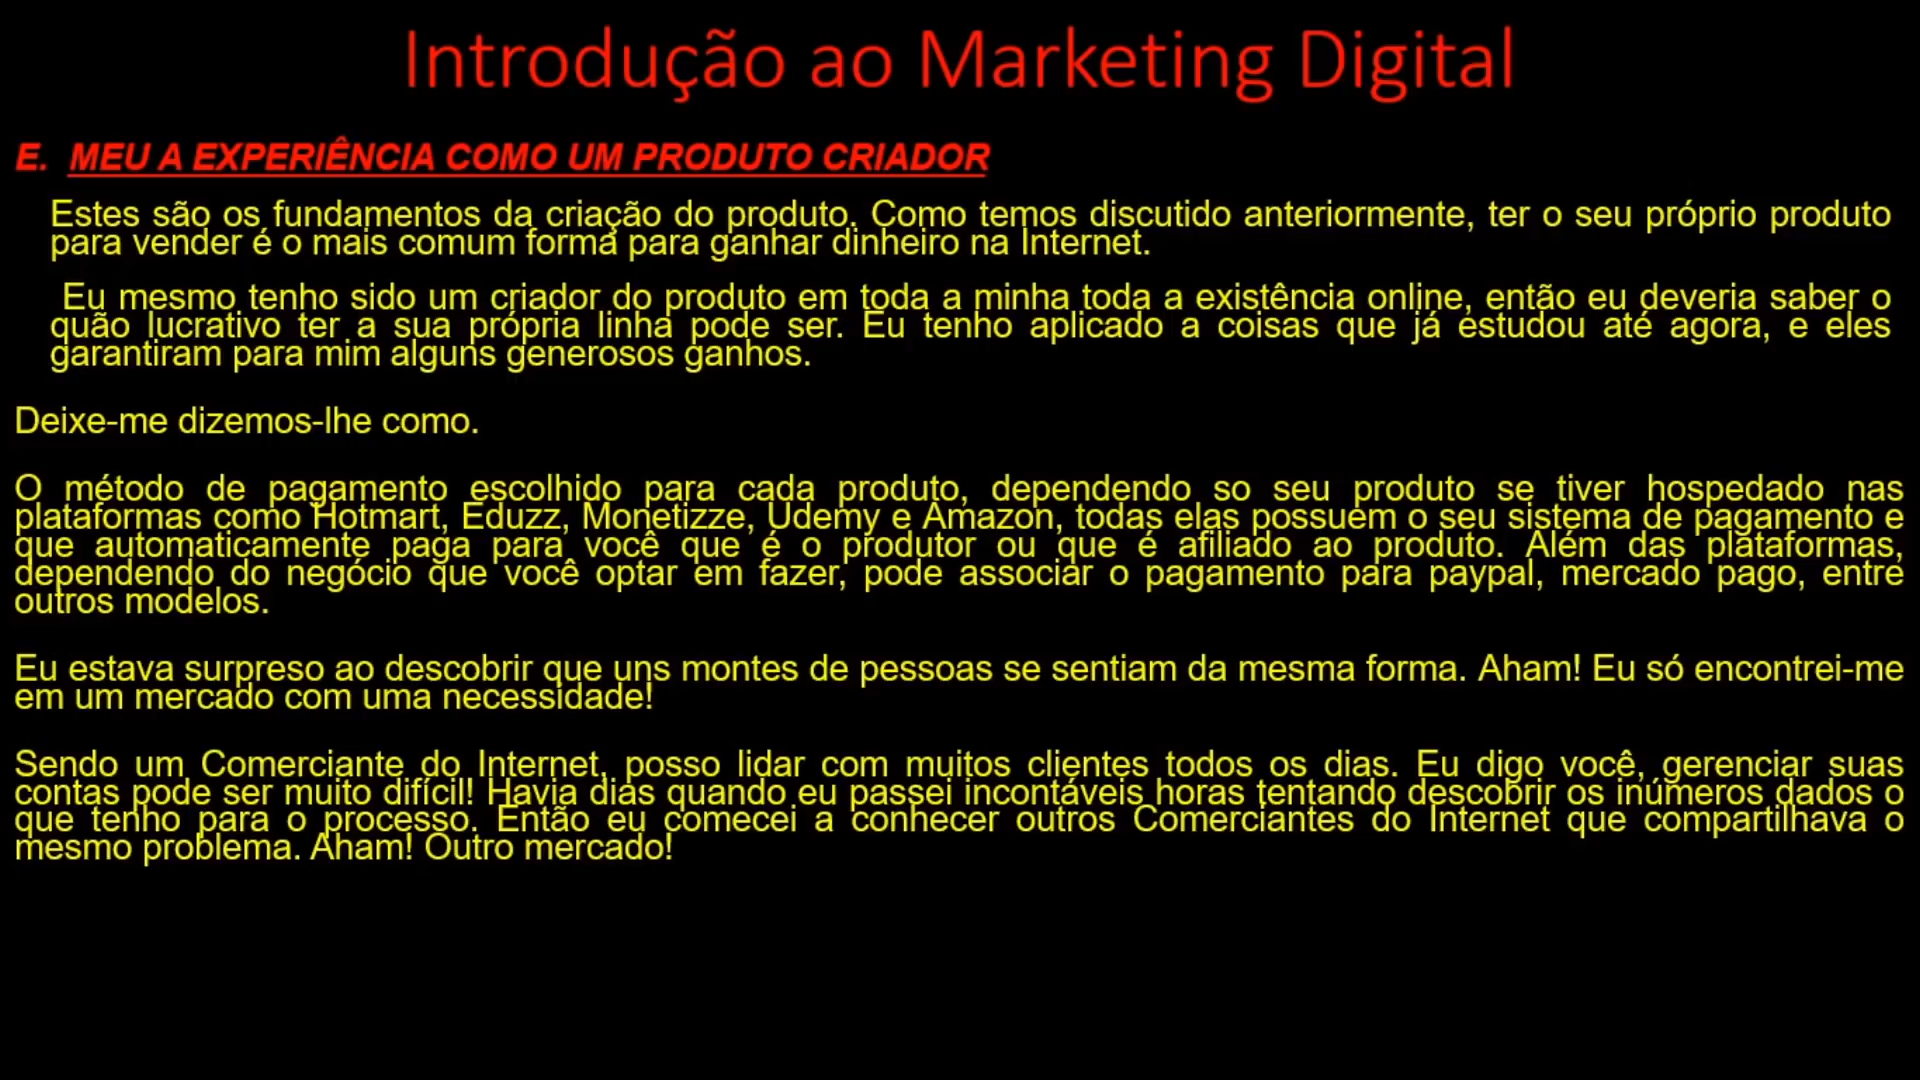 Introdução ao Marketing Digital
E. MEU A EXPERIÊNCIA COMO UM PRODUTO CRIADOR
Estes são os fundamentos da criação do produto. Como temos discutido anteriormente, ter o seu próprio produto
para vender é o mais comum forma para ganhar dinheiro na Internet.
Eu mesmo tenho sido um criador do produto em toda a minha toda a existência online, então eu deveria saber o
quão lucrativo ter a sua própria linha pode ser. Eu tenho aplicado a coisas que já estudou até agora, e eles
garantiram para mim alguns generosos ganhos.
Deixe-me dizemos-lhe como.
O método de pagamento escolhido para cada produto, dependendo so seu produto se tiver hospedado nas
plataformas como Hotmart, Eduzz, Monetizze, Udemy e Amazon, todas elas possuem o seu sistema de pagamento e
que automaticamente paga para você que é o produtor ou que é afiliado ao produto. Além das plataformas,
dependendo do negócio que você optar em fazer, pode associar o pagamento para paypal, mercado pago, entre
outros modelos.
Eu estava surpreso ao descobrir que uns montes de pessoas se sentiam da mesma forma. Aham! Eu só encontrei-me
em um mercado com uma necessidade!
Sendo um Comerciante do Internet, posso lidar com muitos clientes todos os dias. Eu digo você, gerenciar suas
contas pode ser muito difícil! Havia dias quando eu passei incontáveis horas tentando descobrir os inúmeros dados o
que tenho para o processo. Então eu comecei a conhecer outros Comerciantes do Internet que compartilhava o
mesmo problema. Aham! Outro mercado!